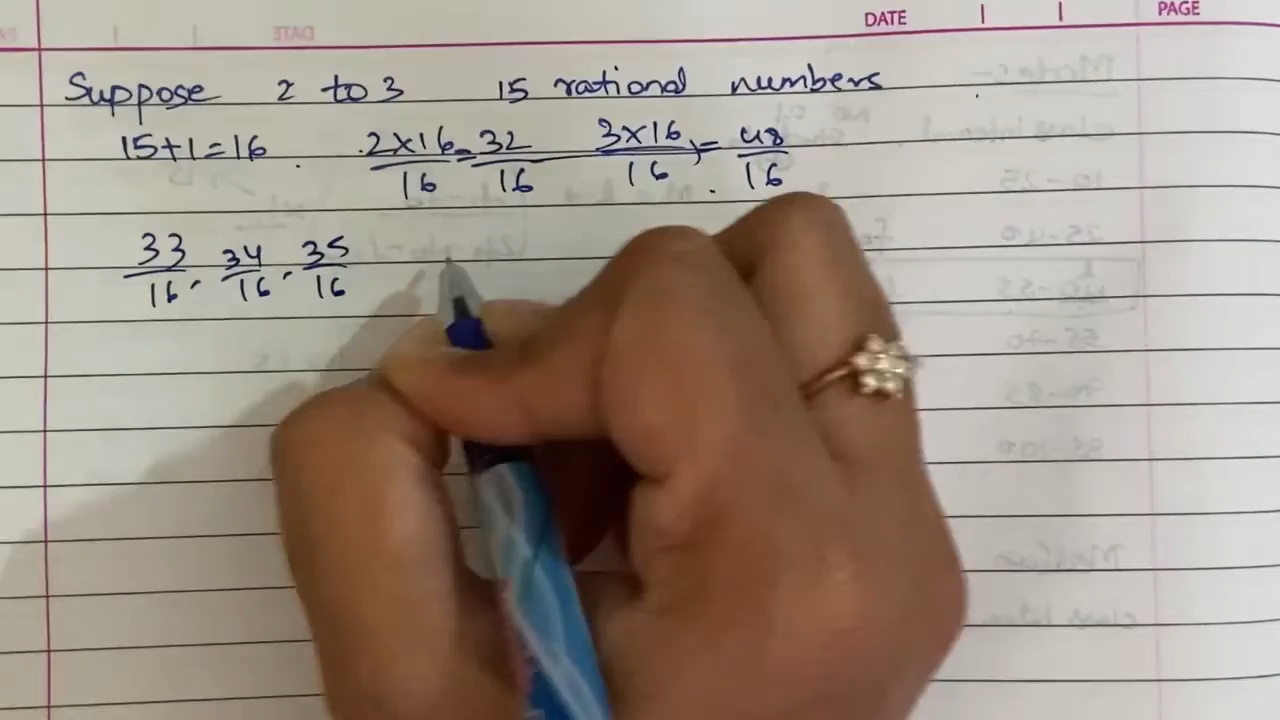 DATE PAGE
Suppose 2 to 3 15 rational numbers
15+1=16 . 2×16/16 = 32/16 3×16/16 = 48/16
33/16, 34/16, 35/16